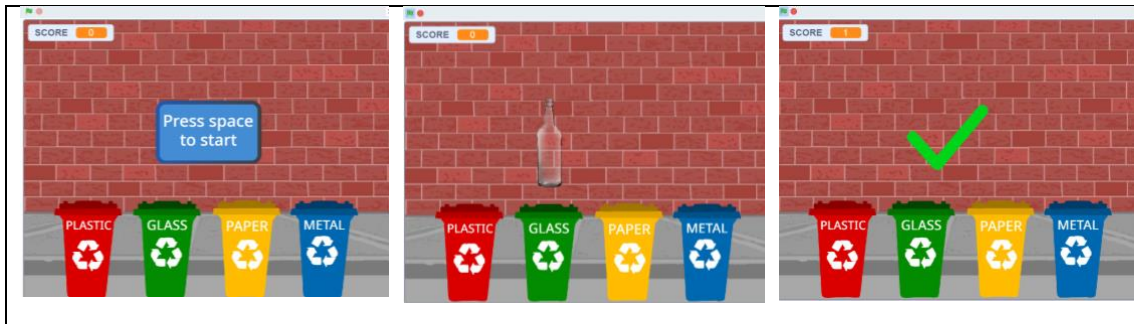 SCORE 0
Press space
to start
PLASTIC GLASS PAPER METAL
SCORE 0
PLASTIC GLASS PAPER METAL
SCORE 1
PLASTIC GLASS PAPER METAL